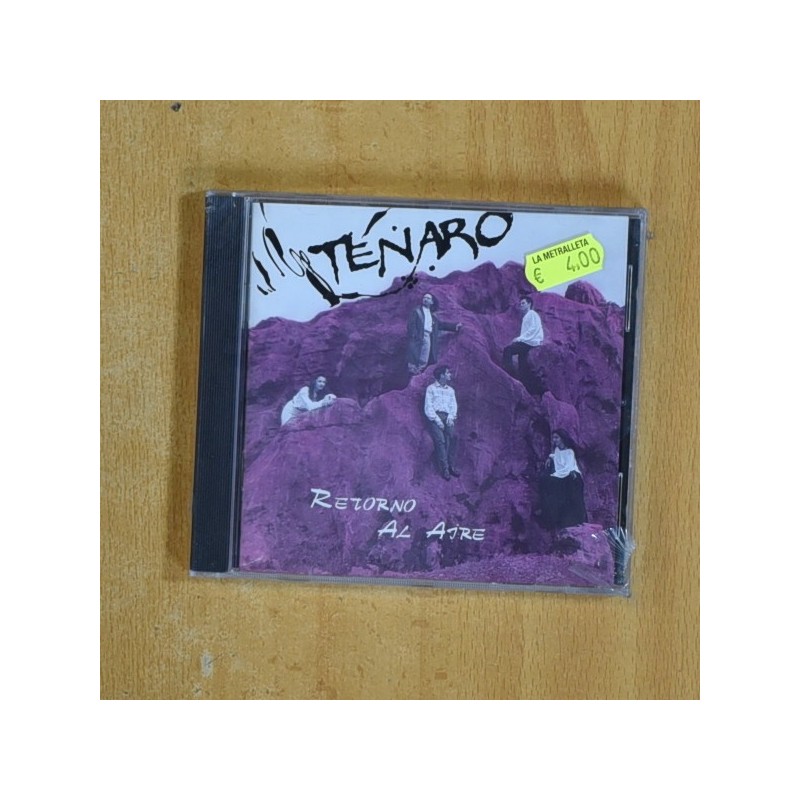 TÉNARO
LA METRALLETA
€ 4,00
RETORNO
AL AIRE